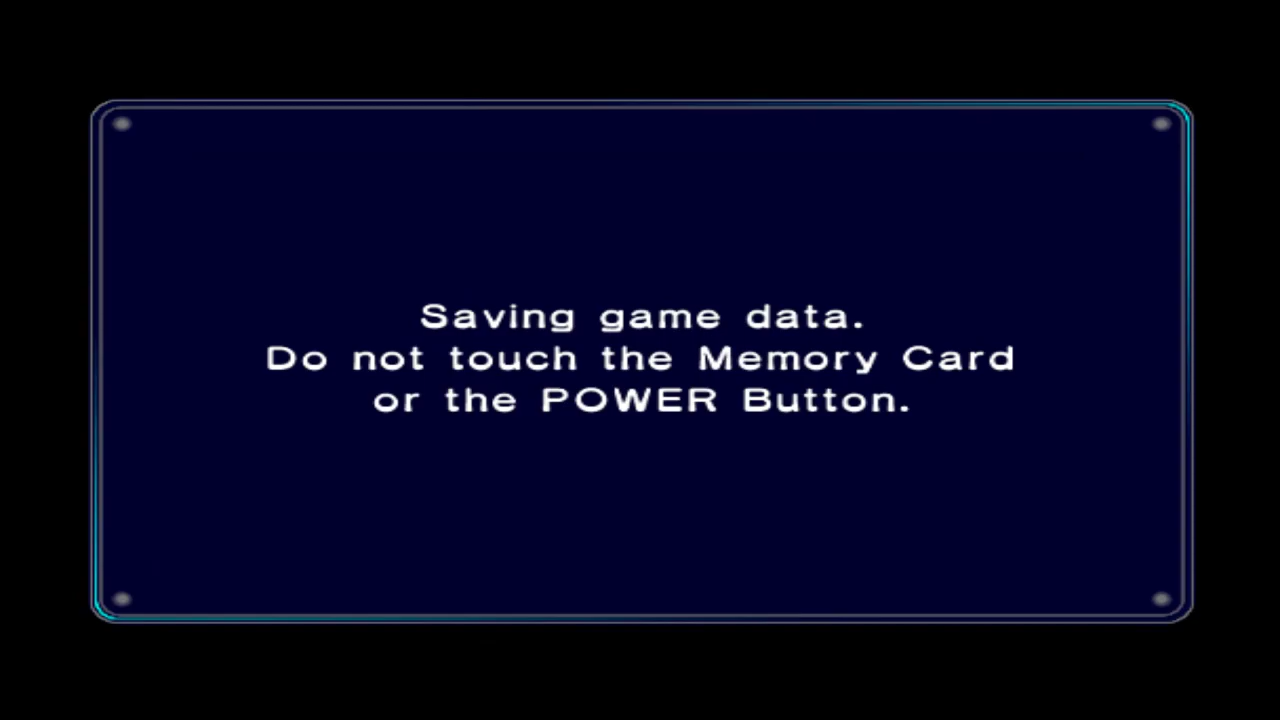 Saving game data.
Do not touch the Memory Card
or the POWER Button.